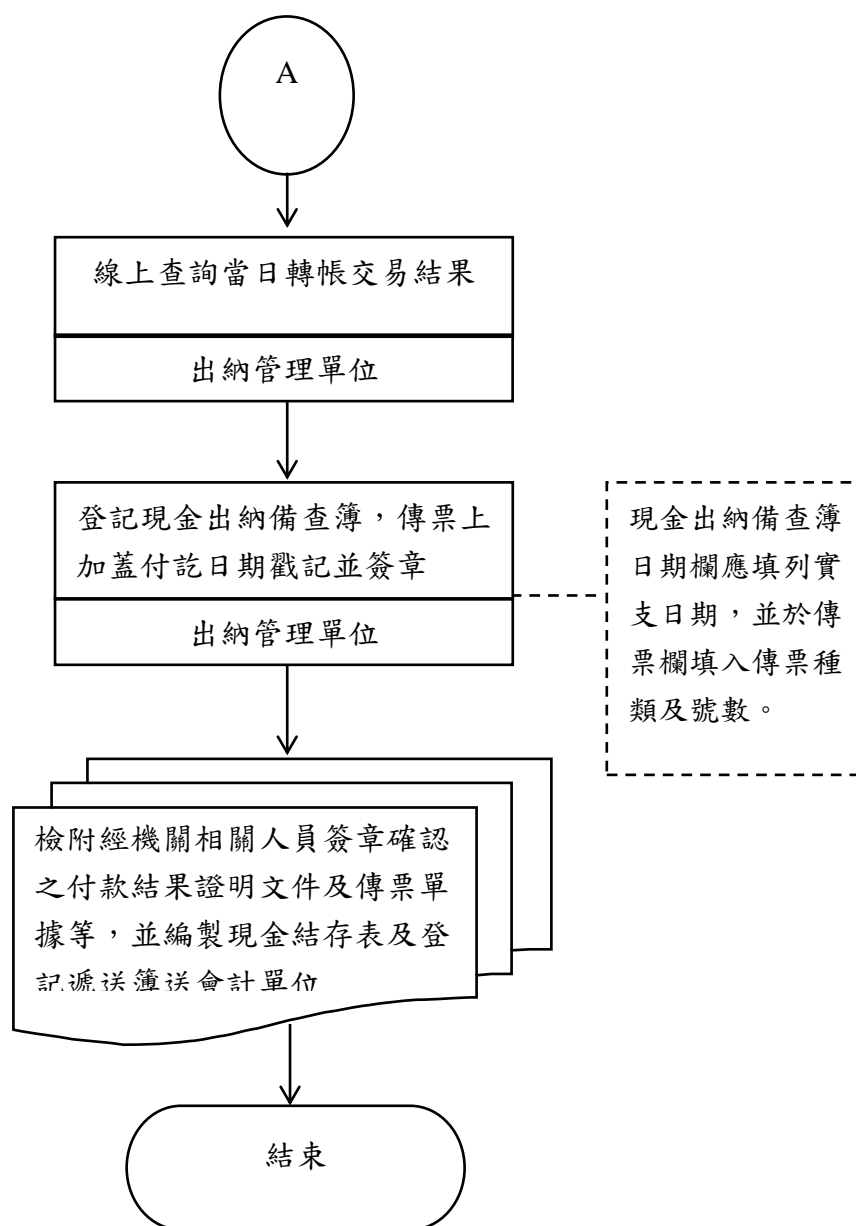 A
線上查詢當日轉帳交易結果
出納管理單位
登記現金出納備查簿，傳票上
加蓋付訖日期戳記並簽章
出納管理單位
現金出納備查簿
日期欄應填列實
支日期，並於傳
票欄填入傳票種
類及號數。
檢附經機關相關人員簽章確認
之付款結果證明文件及傳票單
據等，並編製現金結存表及登
記遞送簿送會計單位
結束